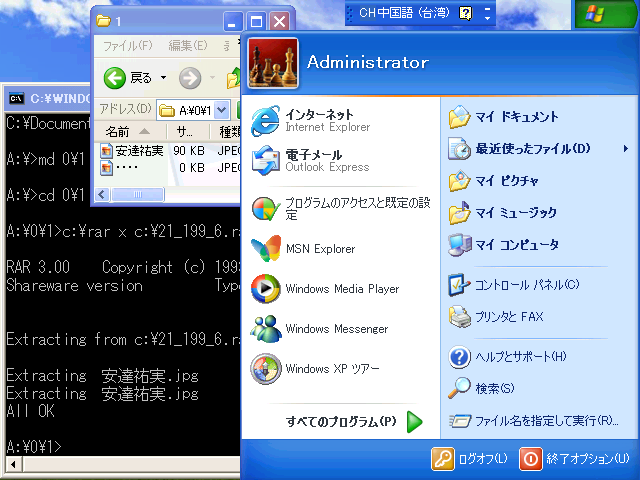 1
CH 中国語 (台湾)
ファイル(F) 編集(E)
戻る
アドレス(D) A:¥0¥1
名前 サ... 種類
安達祐実 90 KB JPEG
・・・・ 0 KB JPEG
C:¥WINDO
C:¥Document
A:¥>md 0¥1
A:¥>cd 0¥1
A:¥0¥1>c:¥rar x c:¥21_199_6.ra
RAR 3.00 Copyright (c) 1993
Shareware version Type
Extracting from c:¥21_199_6.ra
Extracting 安達祐実.jpg
Extracting 安達祐実.jpg
All OK
A:¥0¥1>
Administrator
インターネット
Internet Explorer
電子メール
Outlook Express
プログラムのアクセスと既定の設
定
MSN Explorer
Windows Media Player
Windows Messenger
Windows XP ツアー
すべてのプログラム(P)
マイ ドキュメント
最近使ったファイル(D)
マイ ピクチャ
マイ ミュージック
マイ コンピュータ
コントロール パネル(C)
プリンタと FAX
ヘルプとサポート(H)
検索(S)
ファイル名を指定して実行(R)...
ログオフ(L)
終了オプション(U)